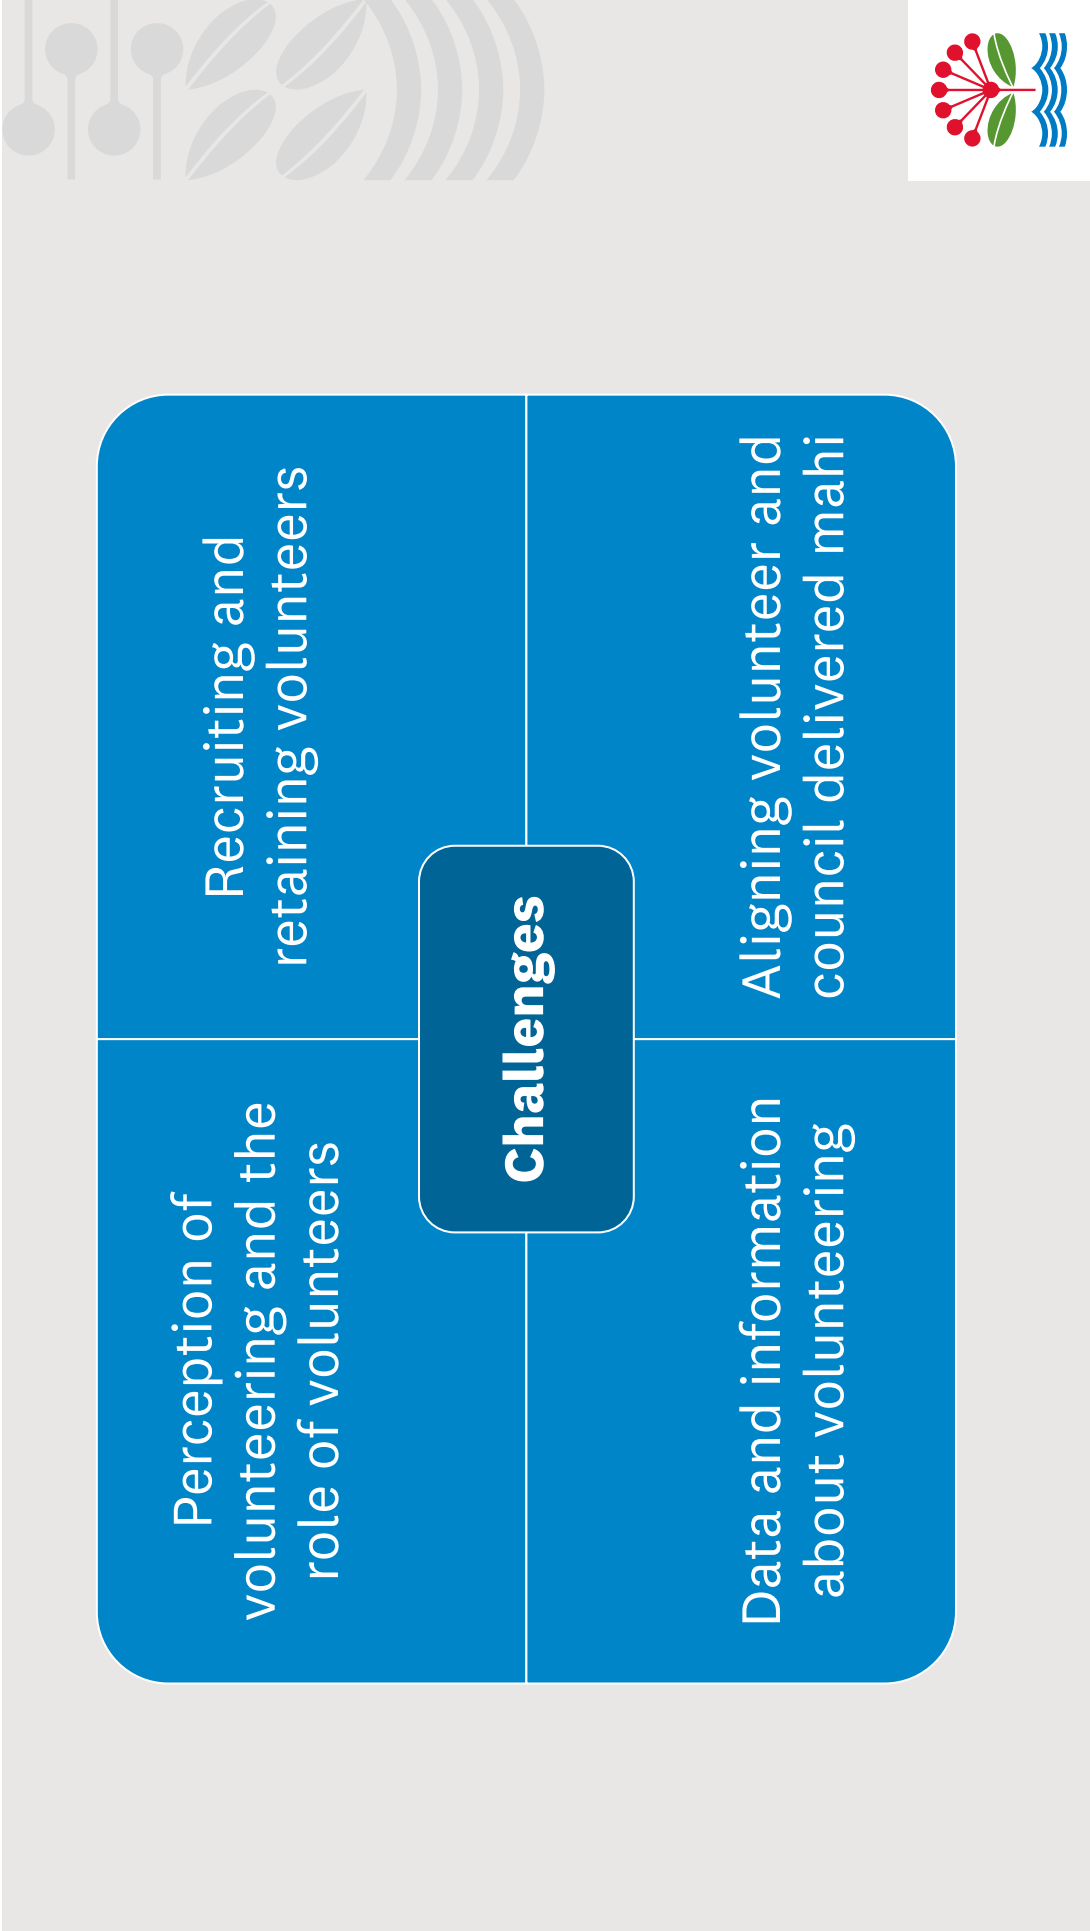 Perception of
volunteering and the
role of volunteers
Recruiting and
retaining volunteers
Challenges
Data and information
about volunteering
Aligning volunteer and
council delivered mahi